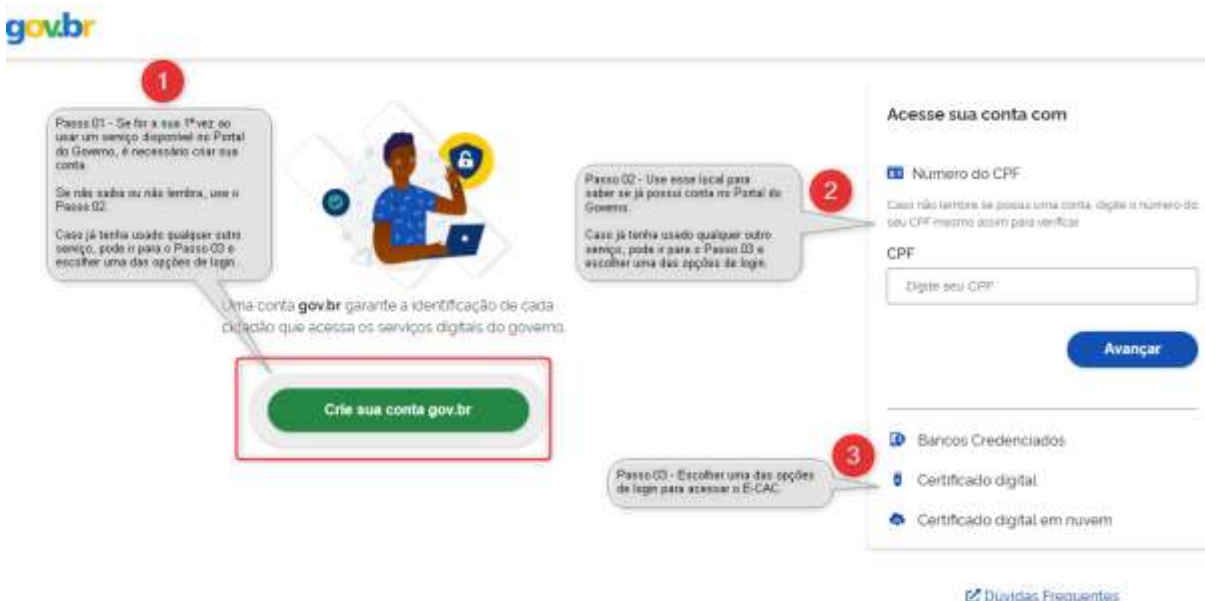 gov.br
1
Passo 01 - Se for a sua 1ª vez ao
usar um serviço disponível no Portal
do Governo, é necessário criar sua
conta.
Se não saiba ou não lembra, use o
Passo 02.
Caso já tenha usado qualquer outro
serviço, pode ir para o Passo 03 e
escolher uma das opções de login.
Uma conta gov.br garante a identificação de cada
cidadão que acessa os serviços digitais do governo.
Crie sua conta gov.br
Passo 02 - Use esse local para
saber se já possui conta no Portal do
Governo.
Caso já tenha usado qualquer outro
serviço, pode ir para o Passo 03 e
escolher uma das opções de login.
2
Acesse sua conta com
Número do CPF
Caso não lembre se possui uma conta, digite o número do
seu CPF mesmo assim para verificar
CPF
Digite seu CPF
Avançar
Bancos Credenciados
3
Passo 03 - Escolher uma das opções
de login para acessar o E-CAC.
Certificado digital
Certificado digital em nuvem
Dúvidas Frequentes